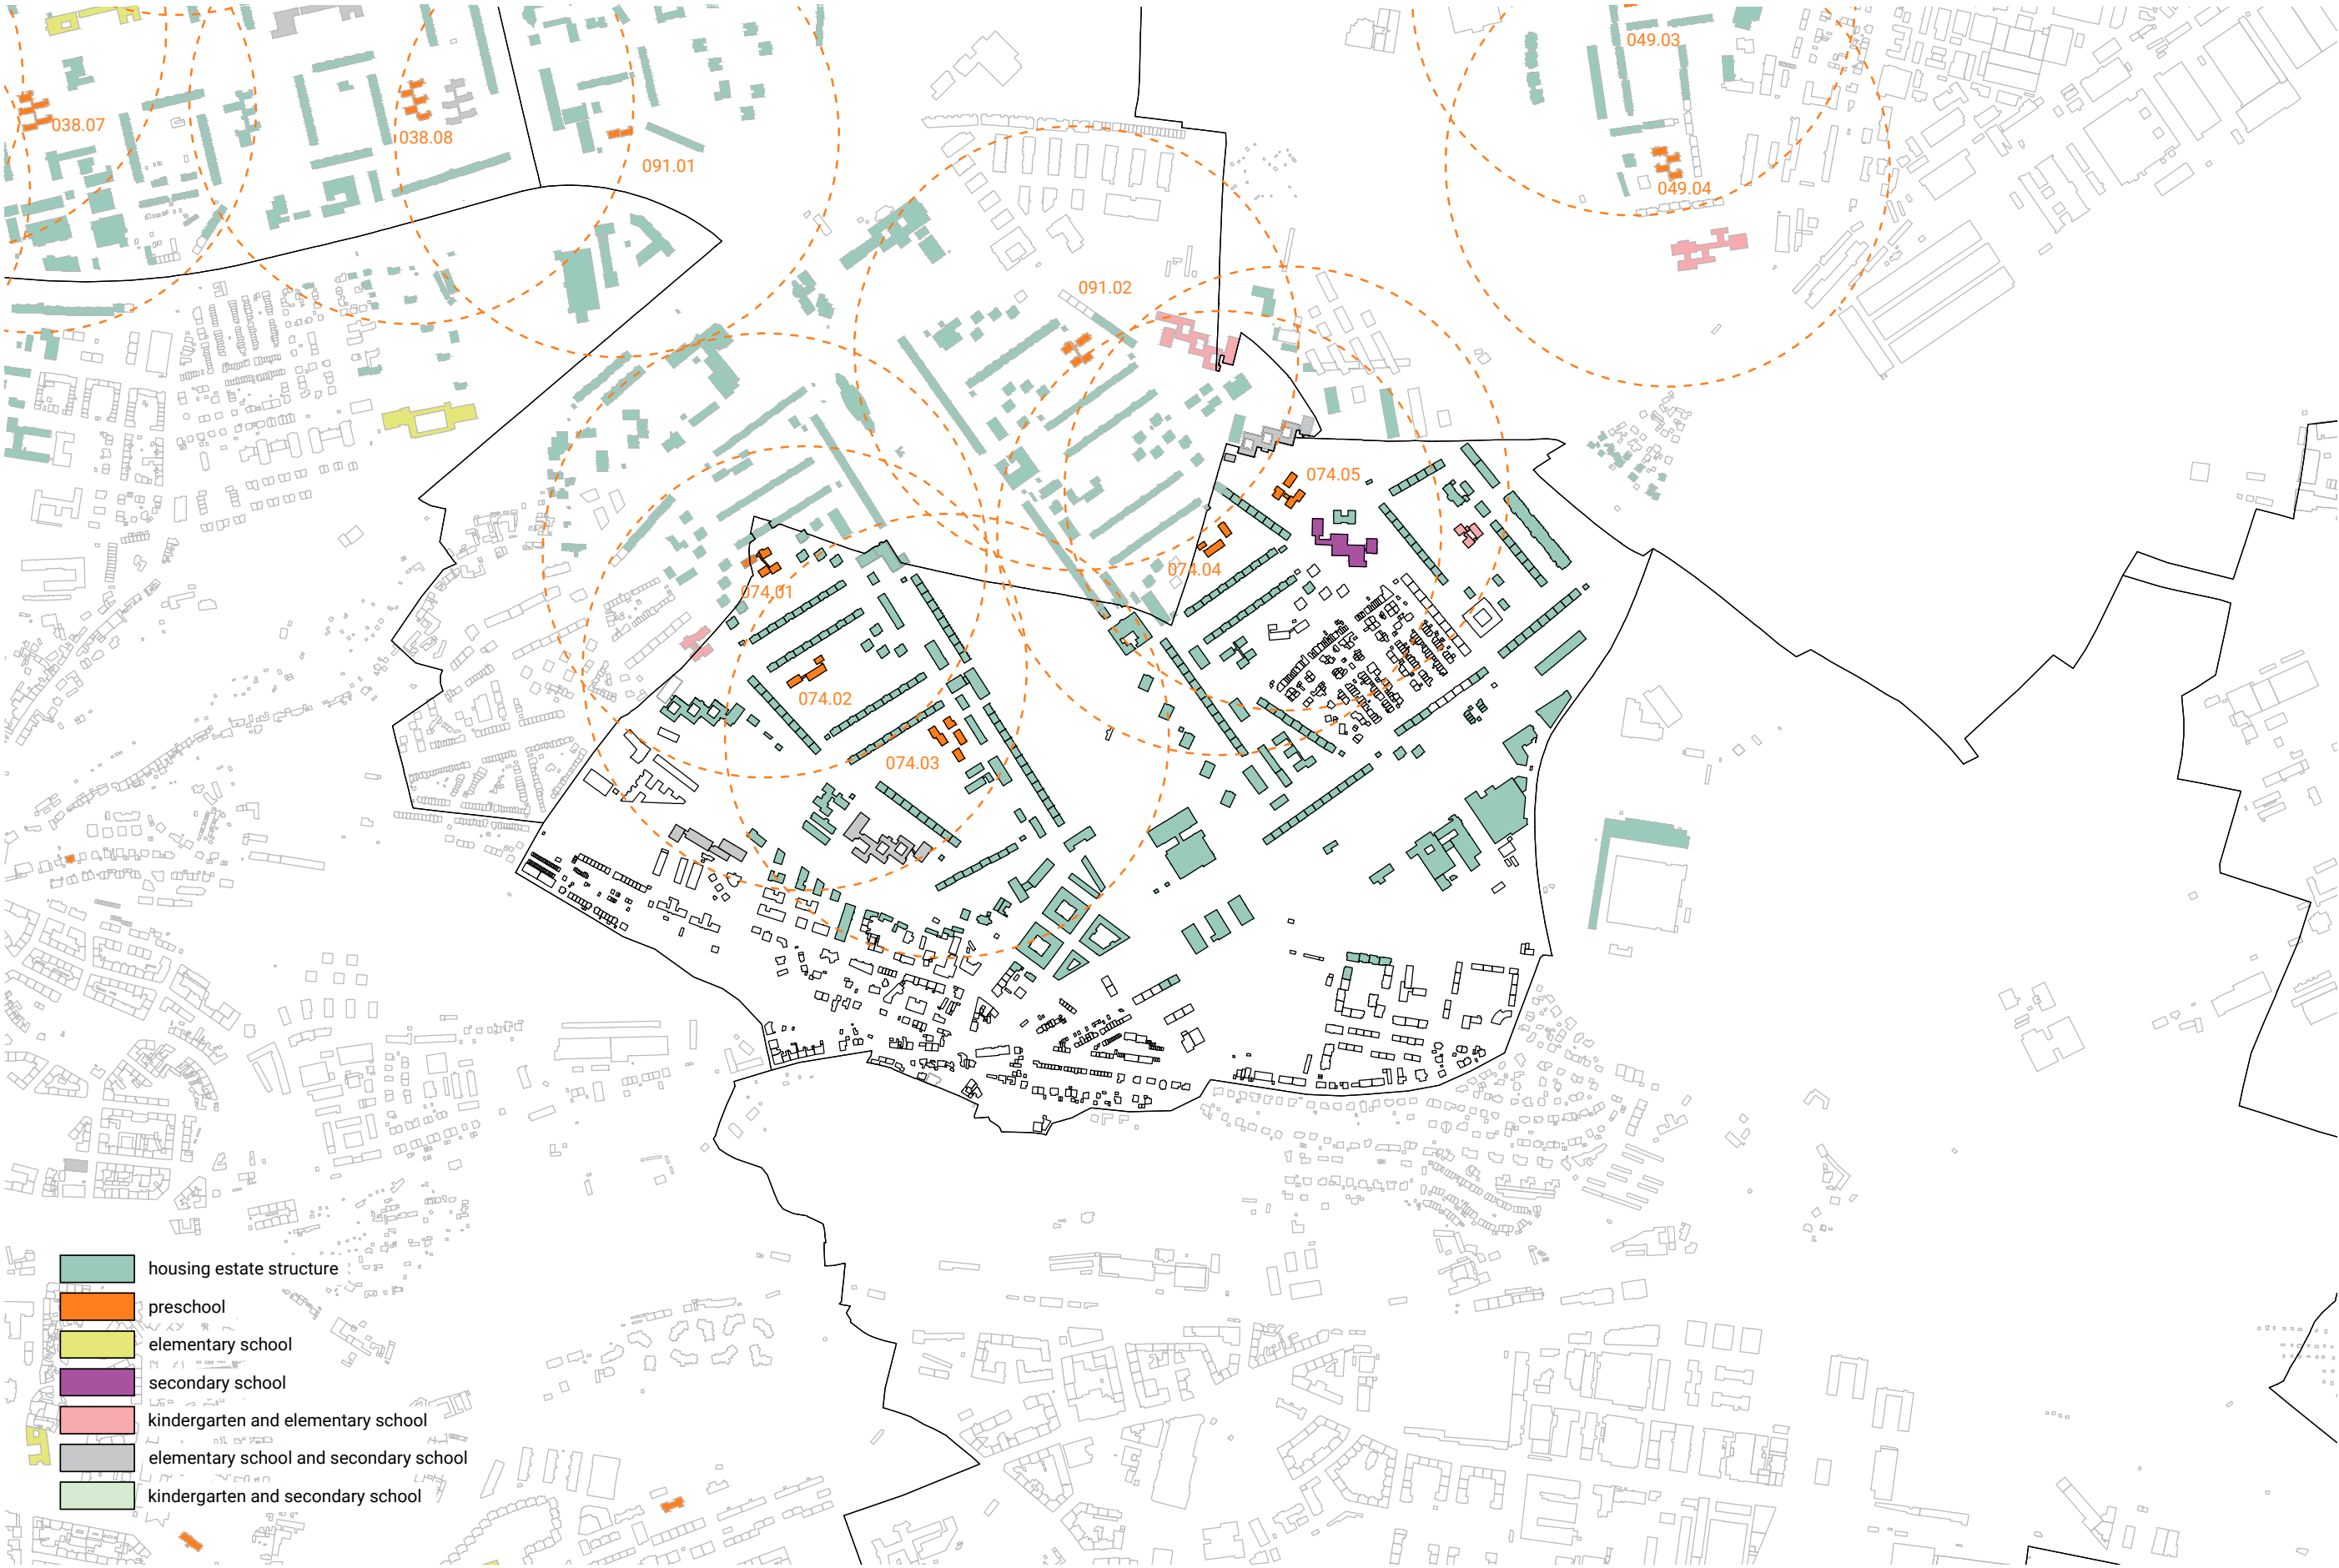 049.03
038.07
038.08
091.01
049.04
091.02
074.05
074.04
074.01
074.02
074.03
housing estate structure
preschool
elementary school
secondary school
kindergarten and elementary school
elementary school and secondary school
kindergarten and secondary school